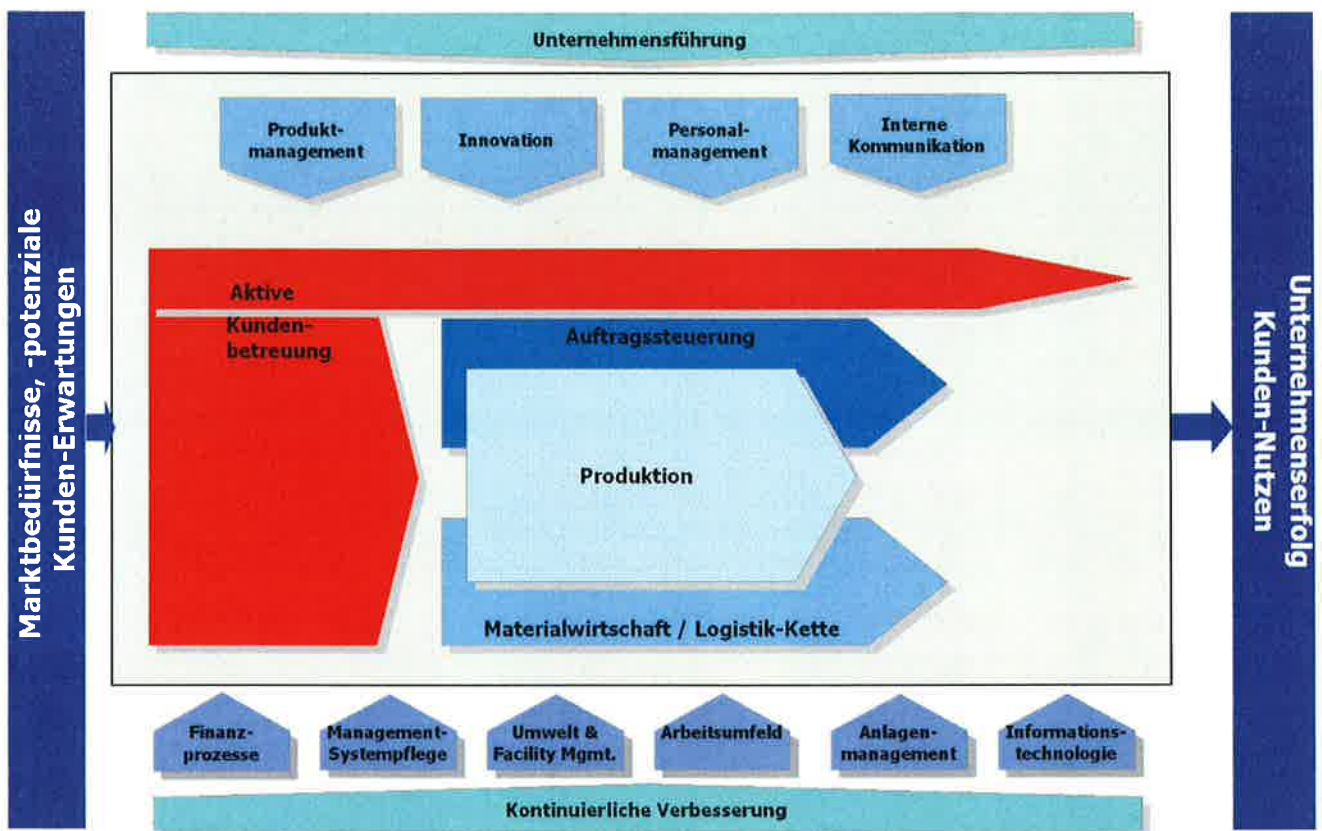 Unternehmensführung
Produkt-
management
Innovation
Personal-
management
Interne
Kommunikation
Marktbedürfnisse, -potenziale
Kunden-Erwartungen
Aktive
Kunden-
betreuung
Auftragssteuerung
Produktion
Materialwirtschaft / Logistik-Kette
Unternehmenserfolg
Kunden-Nutzen
Finanz-
prozesse
Management-
Systempflege
Umwelt &
Facility Mgmt.
Arbeitsumfeld
Anlagen-
management
Informations-
technologie
Kontinuierliche Verbesserung